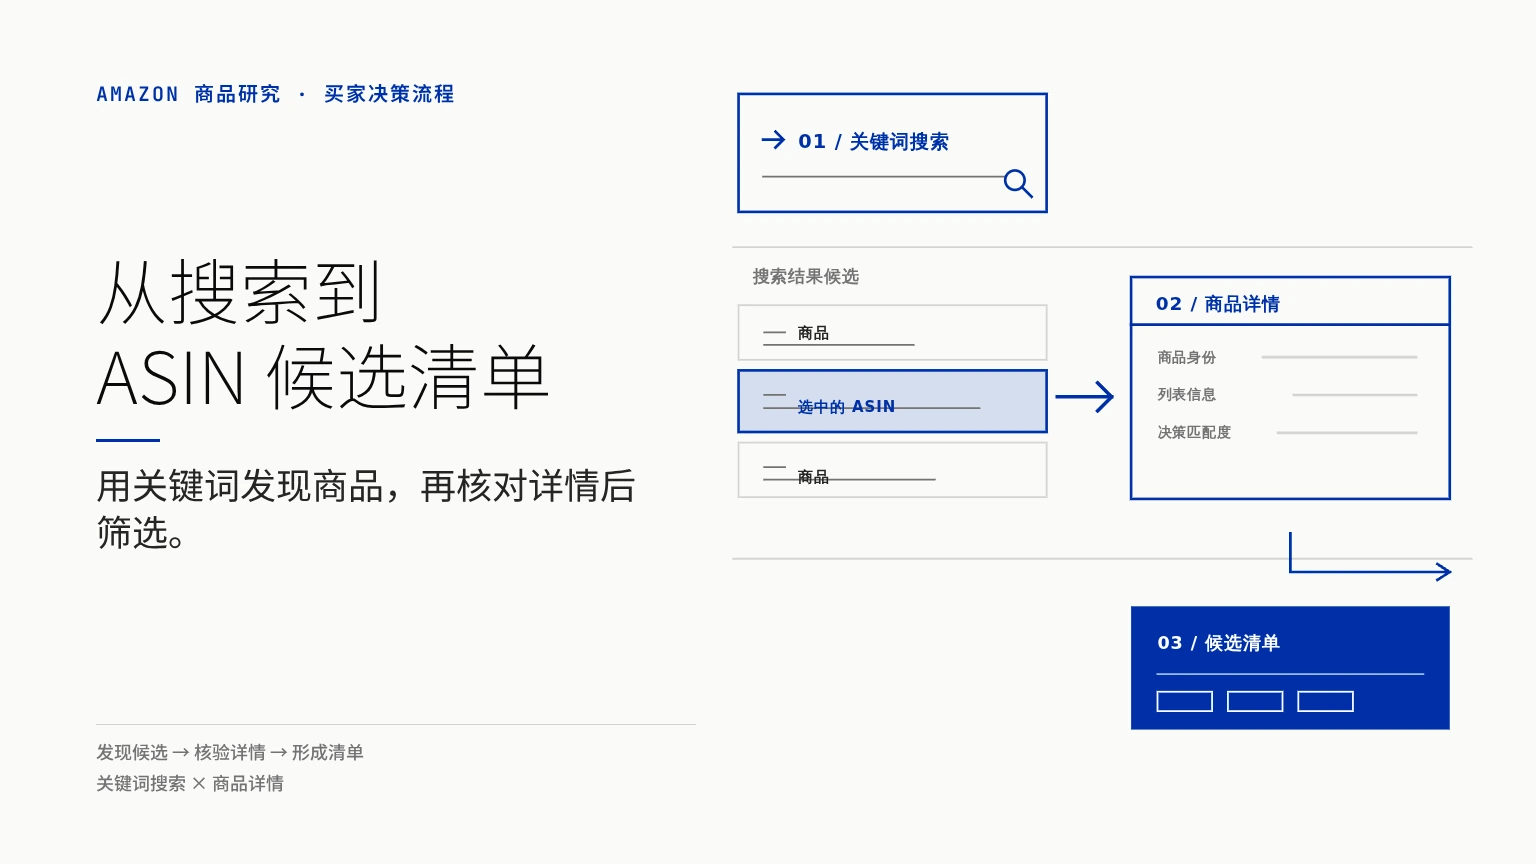 AMAZON 商品研究 · 买家决策流程
从搜索到
ASIN 候选清单
用关键词发现商品，再核对详情后
筛选。
发现候选 → 核验详情 → 形成清单
关键词搜索 × 商品详情
→ 01 / 关键词搜索
搜索结果候选
商品
选中的 ASIN
商品
02 / 商品详情
商品身份
列表信息
决策匹配度
03 / 候选清单